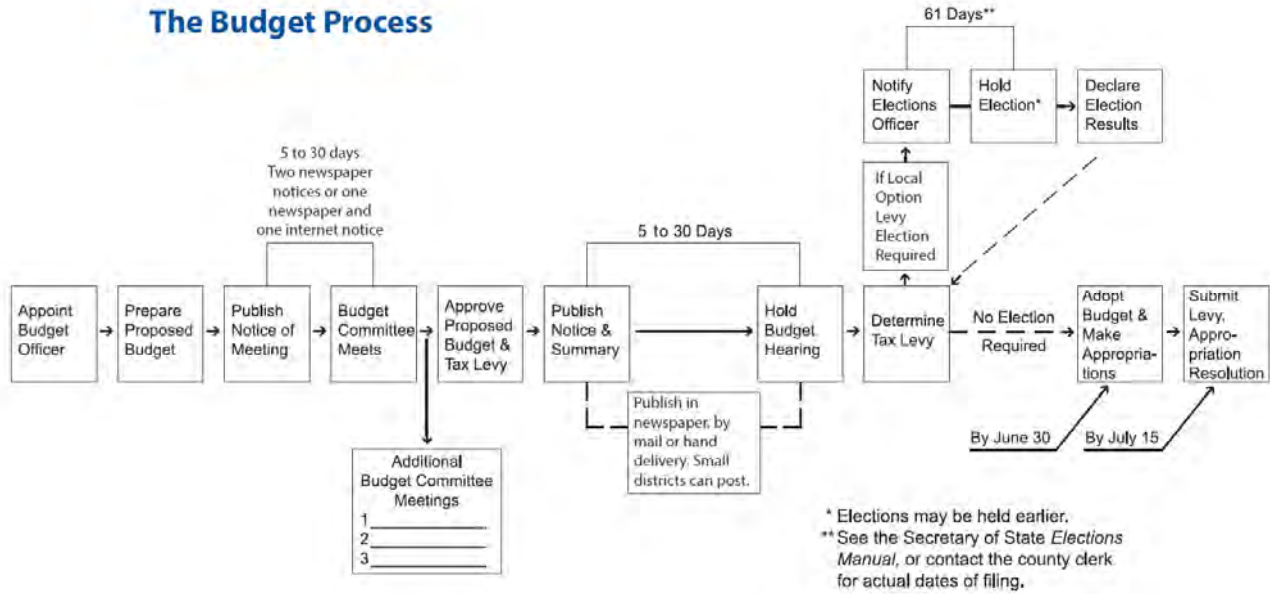 The Budget Process
61 Days**
Notify
Elections
Officer
Hold
Election*
Declare
Election
Results
5 to 30 days
Two newspaper
notices or one
newspaper and
one internet notice
If Local
Option
Levy
Election
Required
5 to 30 Days
Appoint
Budget
Officer
Prepare
Proposed
Budget
Publish
Notice of
Meeting
Budget
Committee
Meets
Approve
Proposed
Budget &
Tax Levy
Publish
Notice &
Summary
Hold
Budget
Hearing
Determine
Tax Levy
No Election
Required
Adopt
Budget &
Make
Appropria-
tions
Submit
Levy,
Appro-
priation
Resolution
Publish in
newspaper, by
mail or hand
delivery. Small
districts can post.
By June 30
By July 15
Additional
Budget Committee
Meetings
1
2
3
* Elections may be held earlier.
** See the Secretary of State Elections
Manual, or contact the county clerk
for actual dates of filing.